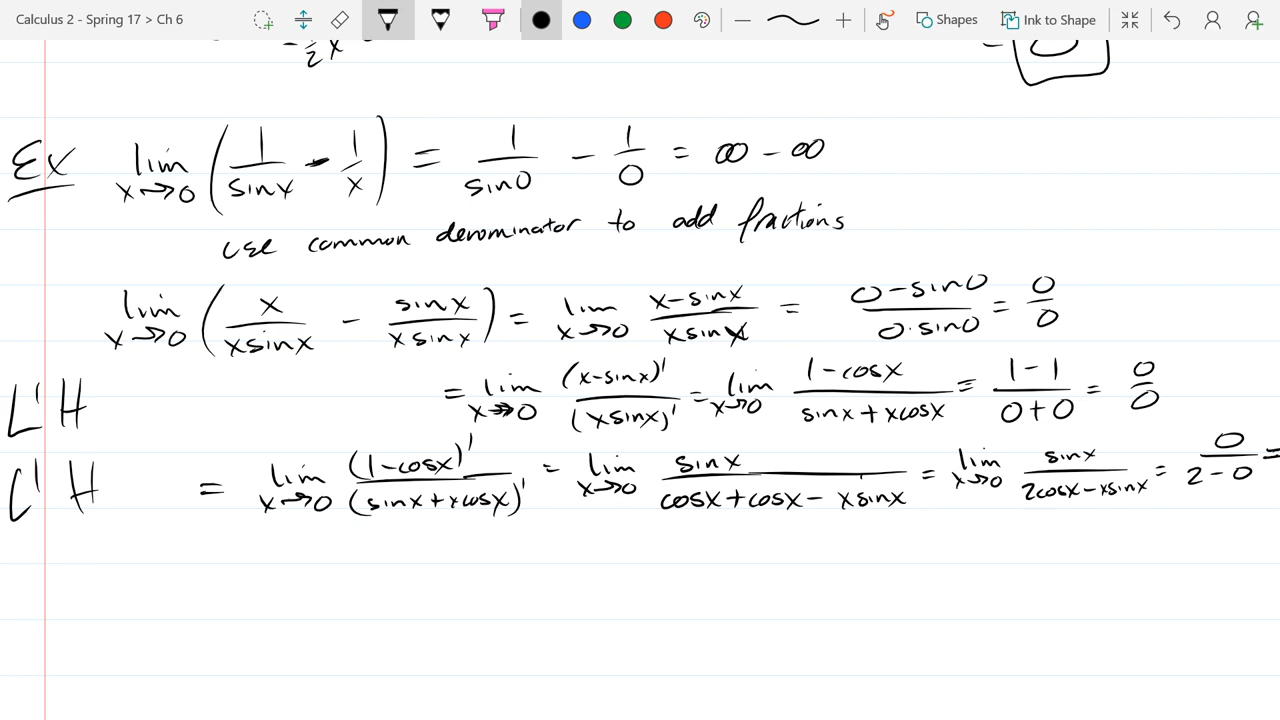 Calculus 2 - Spring 17 > Ch 6
Shapes
Ink to Shape
Ex lim x→0 (1/sinx - 1/x) = 1/sin0 - 1/0 = ∞ - ∞
use common denominator to add fractions
lim x→0 (x/xsinx - sinx/xsinx) = lim x→0 x-sinx/xsinx = 0-sin0/0·sin0 = 0/0
L'H = lim x→0 (x-sinx)'/(xsinx)' = lim x→0 1-cosx/sinx+xcosx = 1-1/0+0 = 0/0
L'H = lim x→0 (1-cosx)'/(sinx+xcosx)' = lim x→0 sinx/cosx+cosx-xsinx = lim x→0 sinx/2cosx-xsinx = 0/2-0 =